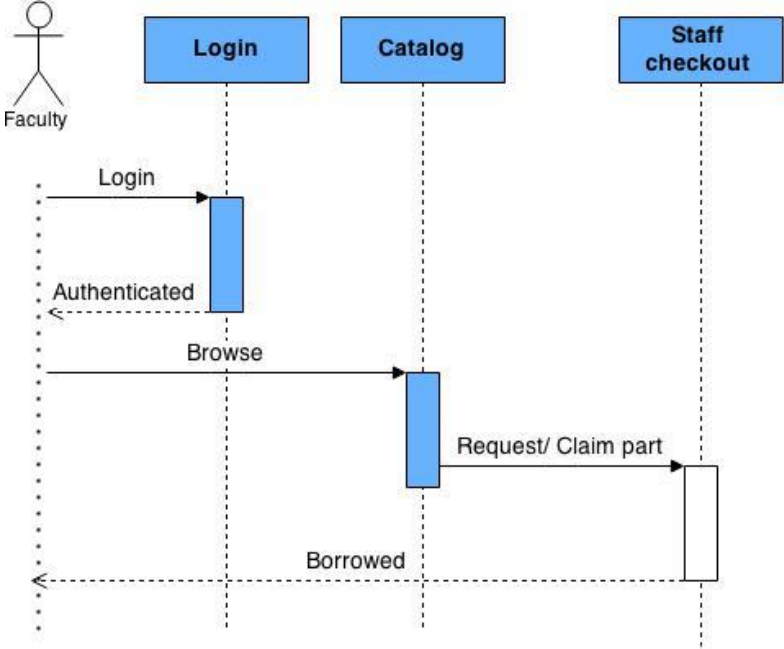 Login
Catalog
Staff
checkout
Faculty
Login
Authenticated
Browse
Request/ Claim part
Borrowed